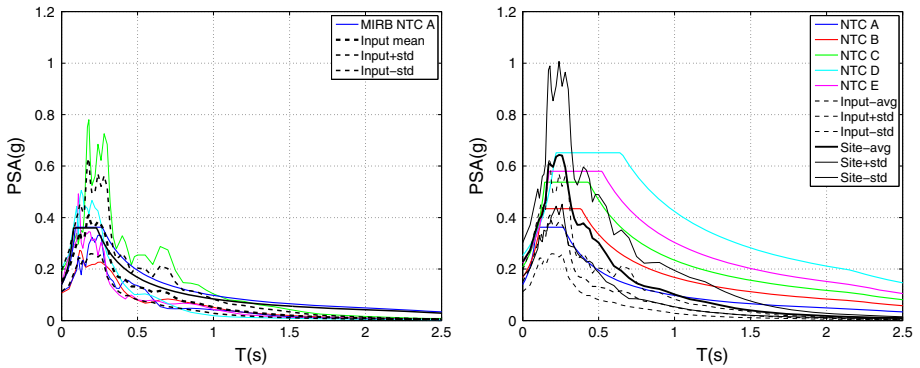 1.2
1
0.8
0.6
0.4
0.2
0
PSA(g)
0
0.5
1
1.5
2
2.5
T(s)
MIRB NTC A
Input mean
Input+std
Input−std
1.2
1
0.8
0.6
0.4
0.2
0
PSA(g)
0
0.5
1
1.5
2
2.5
T(s)
NTC A
NTC B
NTC C
NTC D
NTC E
Input−avg
Input+std
Input−std
Site−avg
Site+std
Site−std